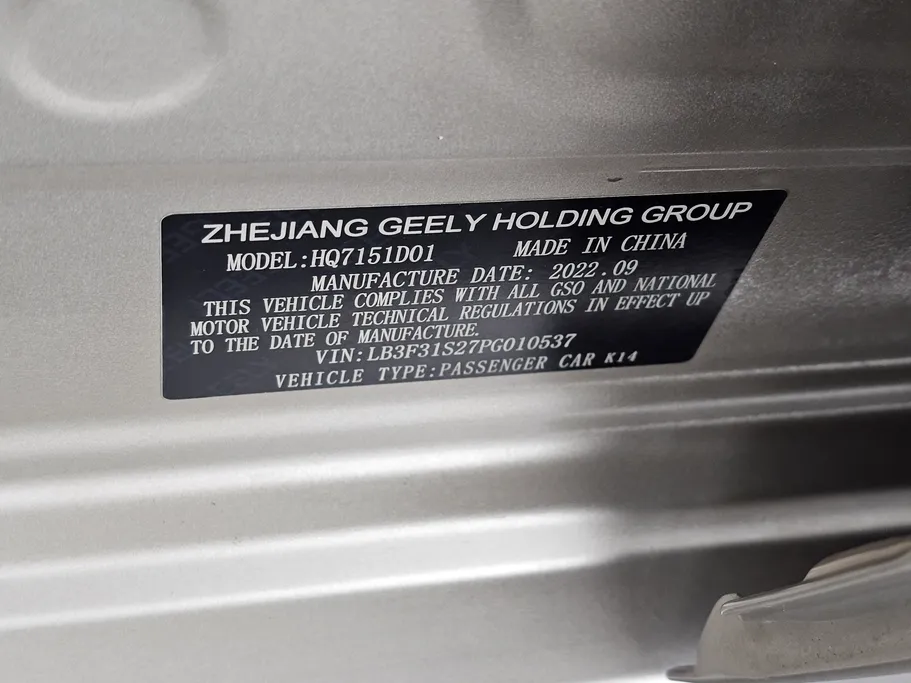 ZHEJIANG GEELY HOLDING GROUP
MODEL:HQ7151D01 MADE IN CHINA
MANUFACTURE DATE: 2022.09
THIS VEHICLE COMPLIES WITH ALL GSO AND NATIONAL
MOTOR VEHICLE TECHNICAL REGULATIONS IN EFFECT UP
TO THE DATE OF MANUFACTURE.
VIN:LB3F31S27PG010537
VEHICLE TYPE:PASSENGER CAR K14